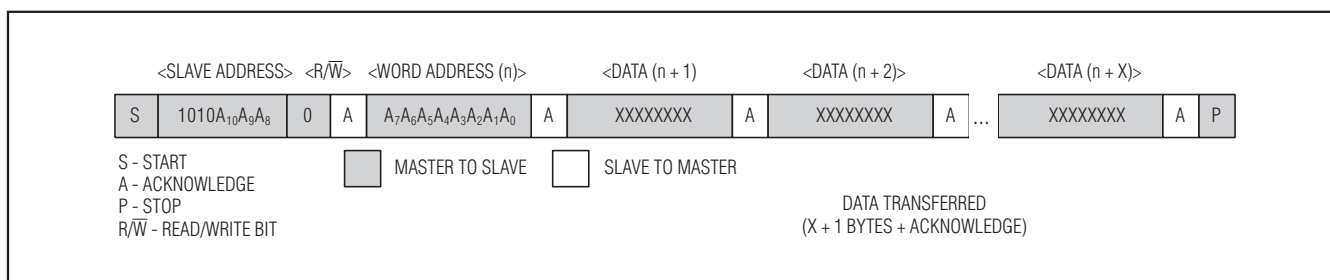 <SLAVE ADDRESS> <R/W̅> <WORD ADDRESS (n)> <DATA (n + 1) <DATA (n + 2)> <DATA (n + X)>
S 1010A₁₀A₉A₈ 0 A A₇A₆A₅A₄A₃A₂A₁A₀ A XXXXXXXX A XXXXXXXX A ... XXXXXXXX A P
S - START
A - ACKNOWLEDGE
P - STOP
R/W̅ - READ/WRITE BIT
MASTER TO SLAVE
SLAVE TO MASTER
DATA TRANSFERRED
(X + 1 BYTES + ACKNOWLEDGE)